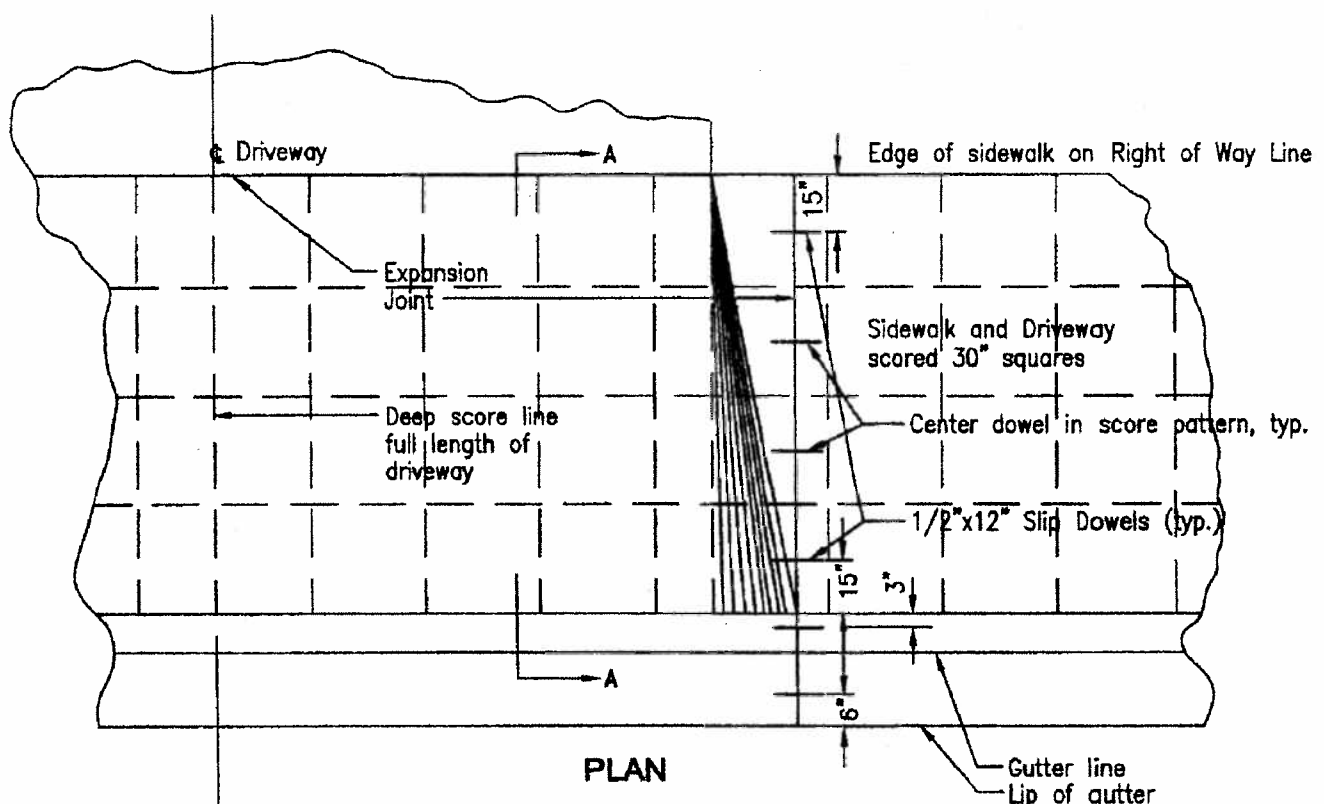 ℄ Driveway
A
Edge of sidewalk on Right of Way Line
15"
Expansion
Joint
Sidewalk and Driveway
scored 30" squares
Deep score line
full length of
driveway
Center dowel in score pattern, typ.
1/2"x12" Slip Dowels (typ.)
15"
3"
A
6"
PLAN
Gutter line
Lip of gutter